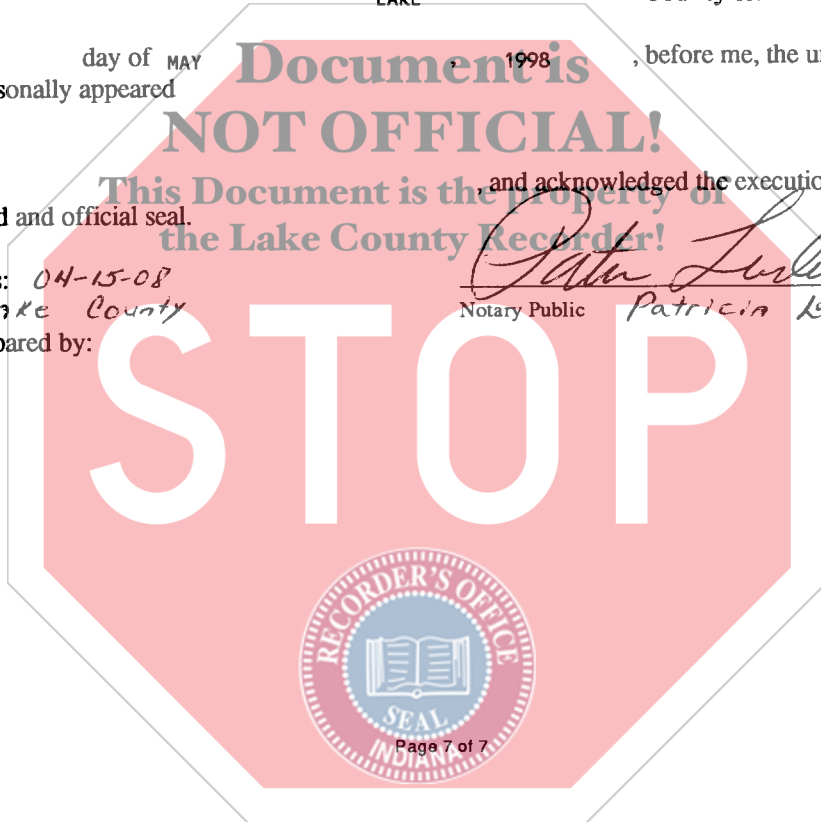 LAKE
day of MAY , 1998 , before me, the u
sonally appeared
Document is
NOT OFFICIAL!
This Document is the property of
the Lake County Recorder!
, and acknowledged the executio
d and official seal.
: 04-15-08
ke County
Notary Public Patricia
pared by:
STOP
RECORDER'S OFFICE
SEAL
INDIANA
Page 7 of 7